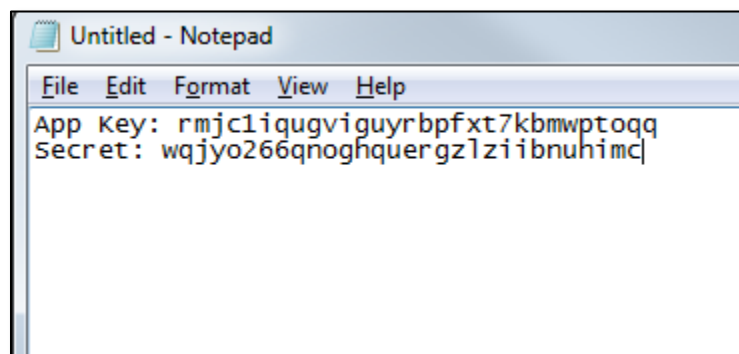 Untitled - Notepad
File Edit Format View Help
App Key: rmjc1iqugviguyrbpfxt7kbmwptoqq
Secret: wqjyo266qnoghquergzlziibnuhimc